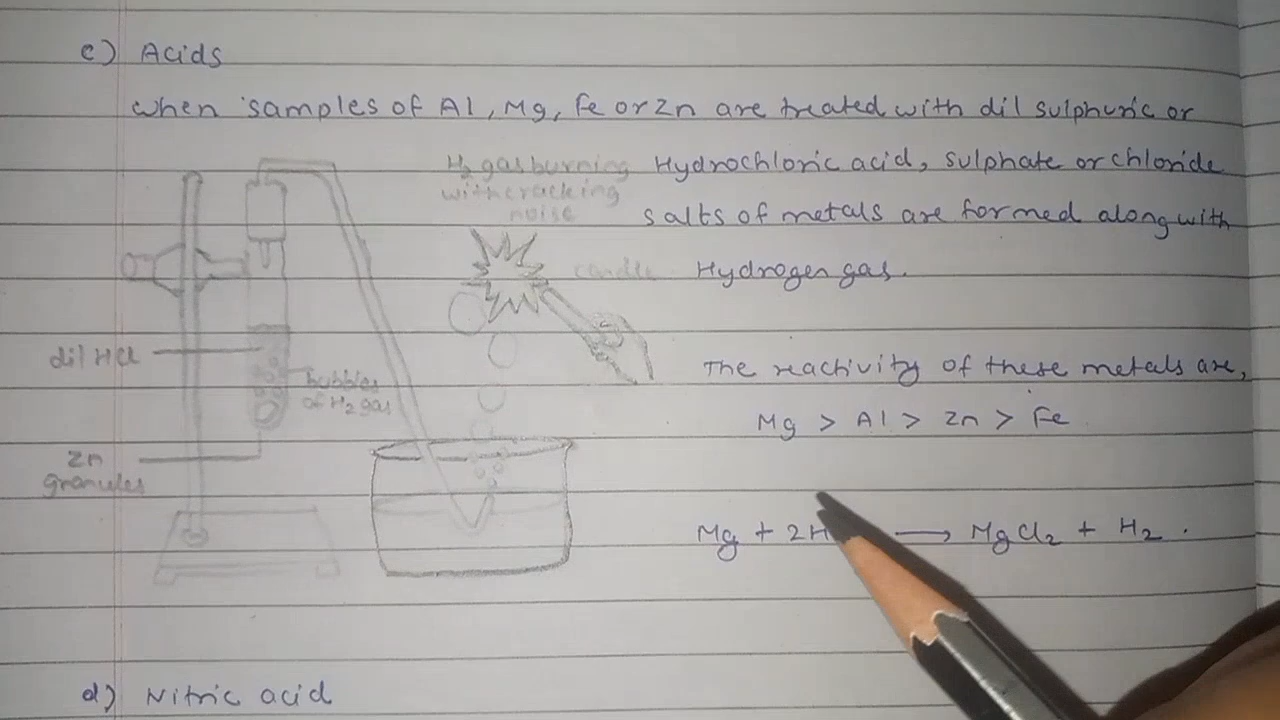 c) Acids
When samples of Al, Mg, Fe or Zn are treated with dil sulphuric or
Hydrochloric acid, sulphate or chloride
salts of metals are formed along with
Hydrogen gas.
H2 gas burning
with cracking
noise
candle
dil HCl
bubbles
of H2 gas
Zn
granules
The reactivity of these metals are,
Mg > Al > Zn > Fe
Mg + 2H ⟶ MgCl2 + H2.
d) Nitric acid